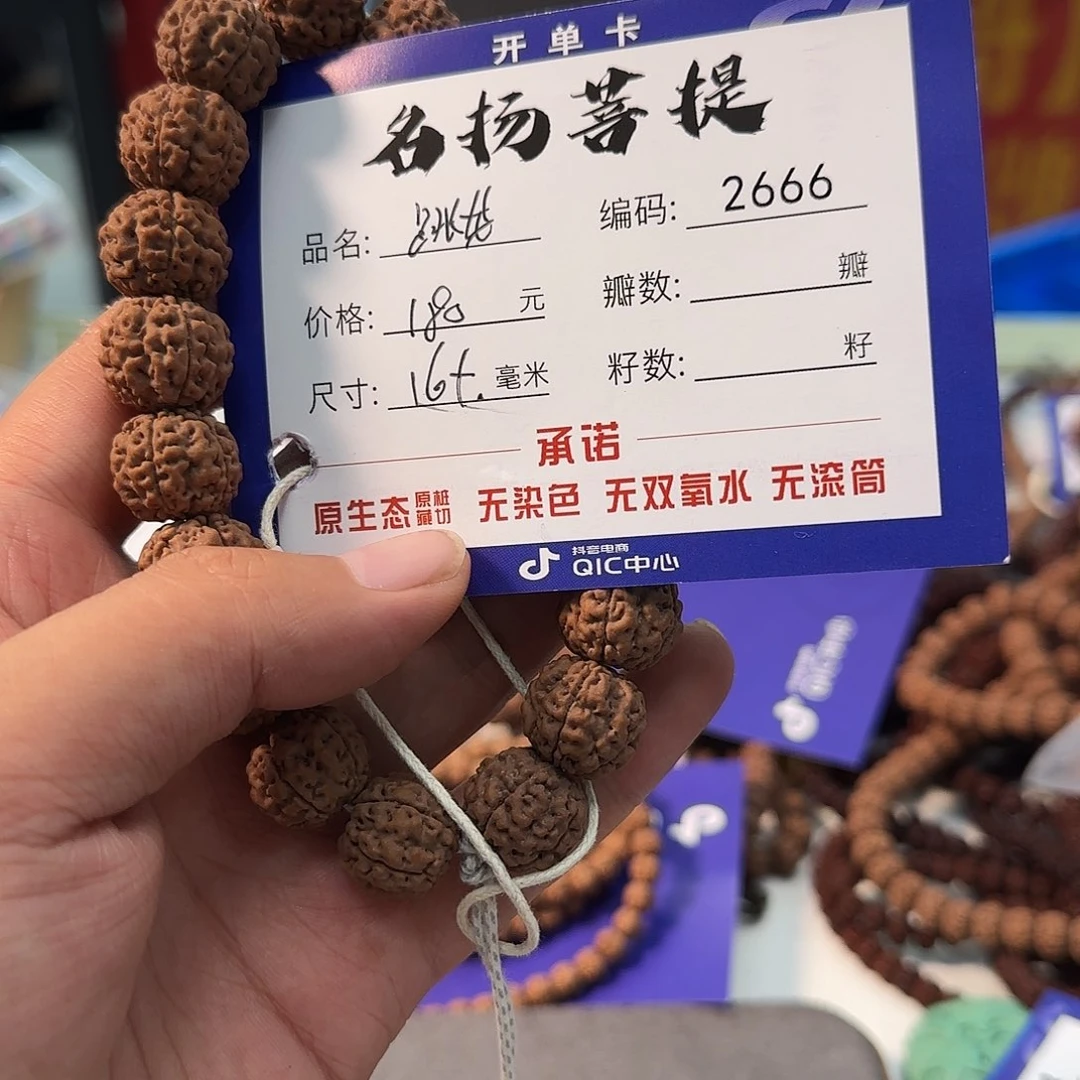 开单卡
名扬菩提
品名:
编码: 2666
价格: 180 元
瓣数: 瓣
尺寸: 16+. 毫米
籽数: 籽
承诺
原生态 原桩藏切 无染色 无双氧水 无滚筒
抖音电商
QIC中心